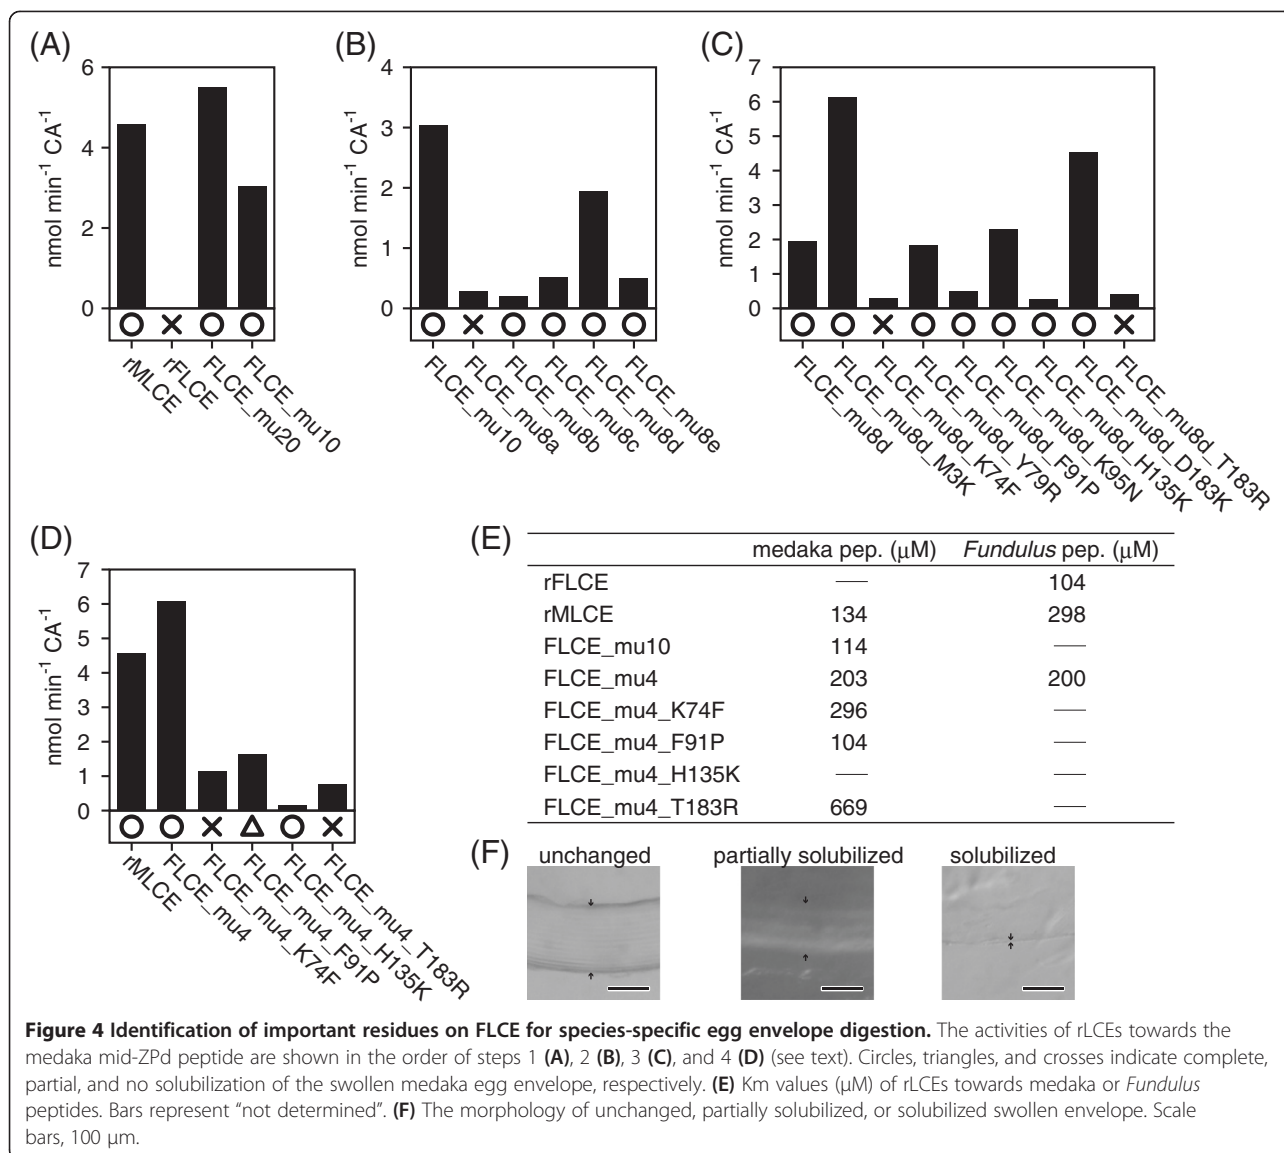 (A)
6
4
2
0
nmol min-1 CA-1
rMLCE
rFLCE
FLCE_mu20
FLCE_mu10
(B)
4
3
2
1
0
nmol min-1 CA-1
FLCE_mu10
FLCE_mu8a
FLCE_mu8b
FLCE_mu8c
FLCE_mu8d
FLCE_mu8e
(C)
7
6
5
4
3
2
1
0
nmol min-1 CA-1
FLCE_mu8d
FLCE_mu8d_M3K
FLCE_mu8d_K74F
FLCE_mu8d_Y79R
FLCE_mu8d_F91P
FLCE_mu8d_K95N
FLCE_mu8d_H135K
FLCE_mu8d_D183K
FLCE_mu8d_T183R
(D)
7
6
5
4
3
2
1
0
nmol min-1 CA-1
rMLCE
FLCE_mu4
FLCE_mu4_K74F
FLCE_mu4_F91P
FLCE_mu4_H135K
FLCE_mu4_T183R
(E)
medaka pep. (μM) Fundulus pep. (μM)
rFLCE — 104
rMLCE 134 298
FLCE_mu10 114 —
FLCE_mu4 203 200
FLCE_mu4_K74F 296 —
FLCE_mu4_F91P 104 —
FLCE_mu4_H135K — —
FLCE_mu4_T183R 669 —
(F)
unchanged partially solubilized solubilized
Figure 4 Identification of important residues on FLCE for species-specific egg envelope digestion. The activities of rLCEs towards the
medaka mid-ZPd peptide are shown in the order of steps 1 (A), 2 (B), 3 (C), and 4 (D) (see text). Circles, triangles, and crosses indicate complete,
partial, and no solubilization of the swollen medaka egg envelope, respectively. (E) Km values (μM) of rLCEs towards medaka or Fundulus
peptides. Bars represent “not determined”. (F) The morphology of unchanged, partially solubilized, or solubilized swollen envelope. Scale
bars, 100 μm.